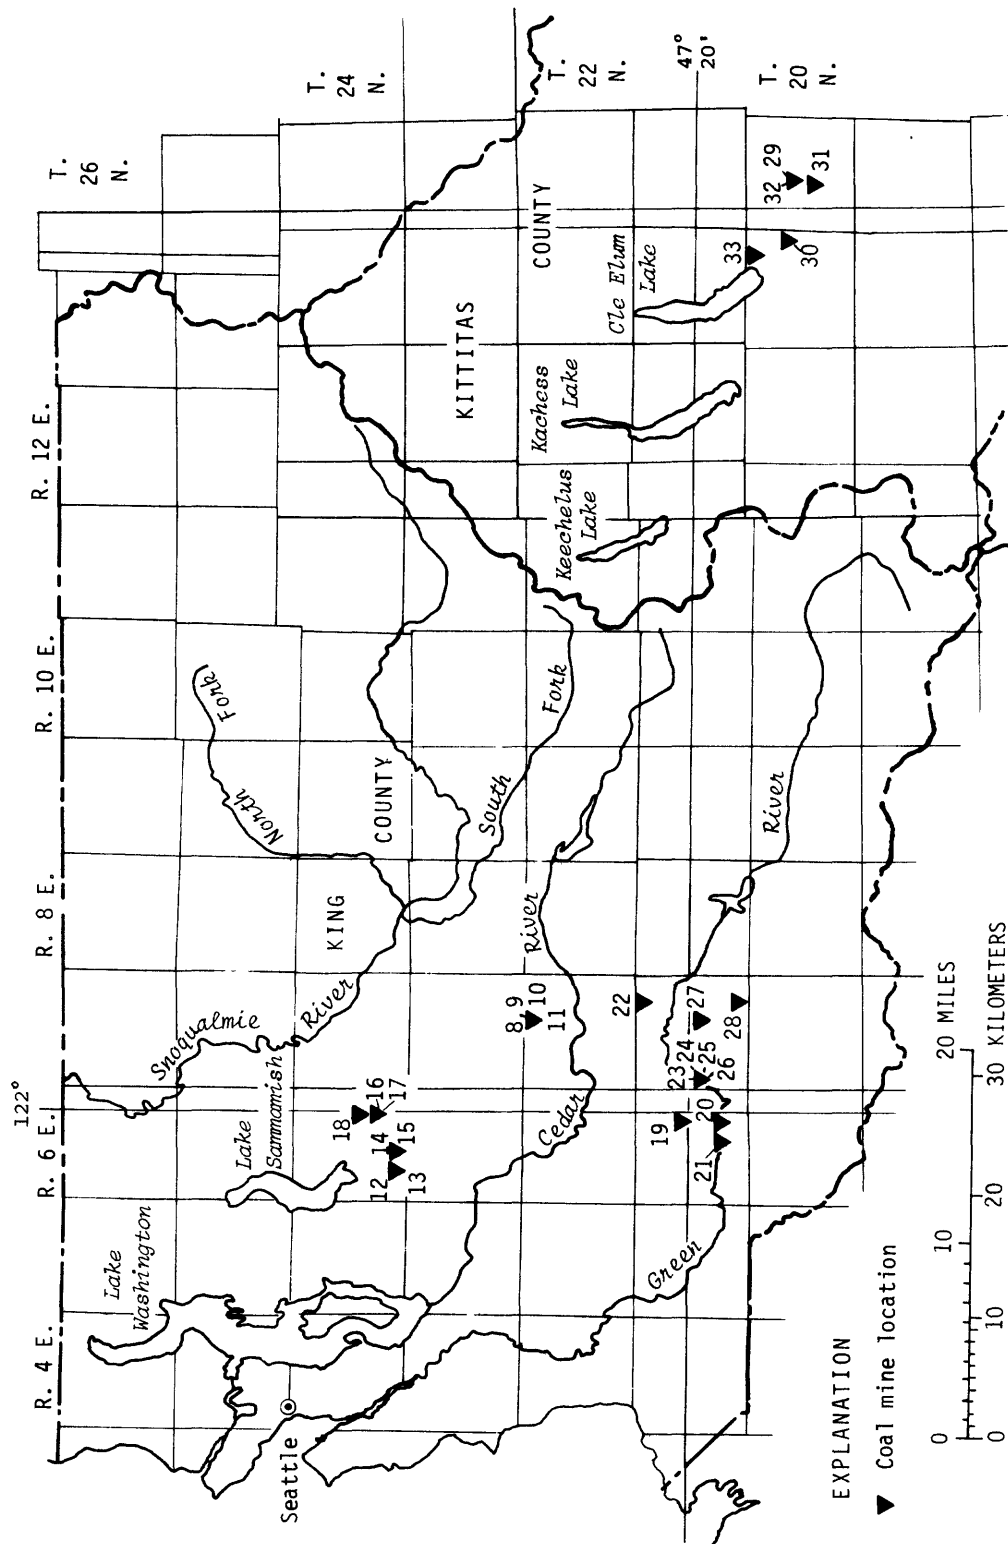 122°
R. 4 E.
R. 6 E.
R. 8 E.
R. 10 E.
R. 12 E.
T.
26
N.
T.
24
N.
T.
22
N.
47°
20'
T.
20
N.
Lake
Washington
Lake
Sammamish
Snoqualmie
River
North
Fork
KING
COUNTY
South
Fork
KITTITAS
COUNTY
Seattle
18
16
17
14
15
12
13
8,9
10
11
Cedar
River
Keechelus
Lake
Kachess
Lake
Cle Elum
Lake
Green
River
19
20
21
22
23
24
25
26
27
28
33
30
32
29
31
EXPLANATION
Coal mine location
0
10
20 MILES
0
10
20
30 KILOMETERS